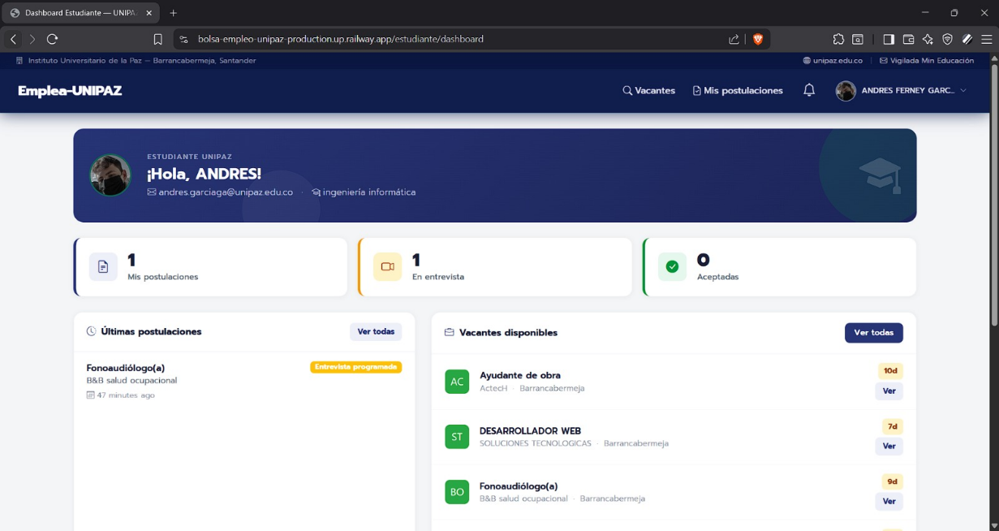 Dashboard Estudiante — UNIPA
bolsa-empleo-unipaz-production.up.railway.app/estudiante/dashboard
Instituto Universitario de la Paz — Barrancabermeja, Santander
unipaz.edu.co
Vigilada Min Educación
Emplea-UNIPAZ
Vacantes
Mis postulaciones
ANDRES FERNEY GARC...
ESTUDIANTE UNIPAZ
¡Hola, ANDRES!
andres.garciaga@unipaz.edu.co · ingeniería informática
1
Mis postulaciones
1
En entrevista
0
Aceptadas
Últimas postulaciones
Ver todas
Fonoaudiólogo(a)
Entrevista programada
B&B salud ocupacional
47 minutes ago
Vacantes disponibles
Ver todas
AC
Ayudante de obra
ActecH · Barrancabermeja
10d
Ver
ST
DESARROLLADOR WEB
SOLUCIONES TECNOLOGICAS · Barrancabermeja
7d
Ver
BO
Fonoaudiólogo(a)
B&B salud ocupacional · Barrancabermeja
9d
Ver